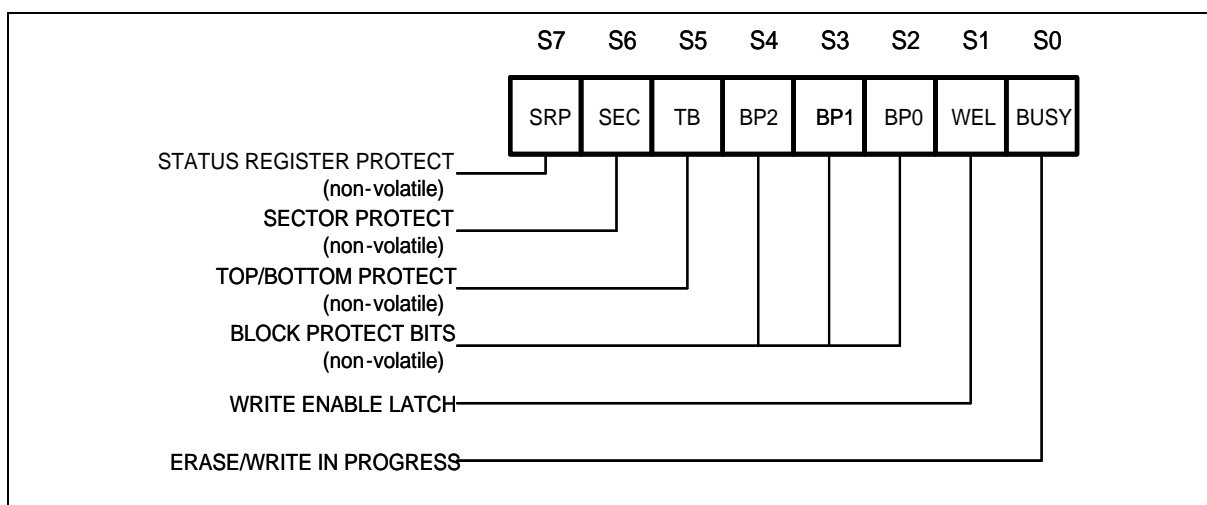 S7 S6 S5 S4 S3 S2 S1 S0
SRP SEC TB BP2 BP1 BP0 WEL BUSY
STATUS REGISTER PROTECT
(non-volatile)
SECTOR PROTECT
(non-volatile)
TOP/BOTTOM PROTECT
(non-volatile)
BLOCK PROTECT BITS
(non-volatile)
WRITE ENABLE LATCH
ERASE/WRITE IN PROGRESS